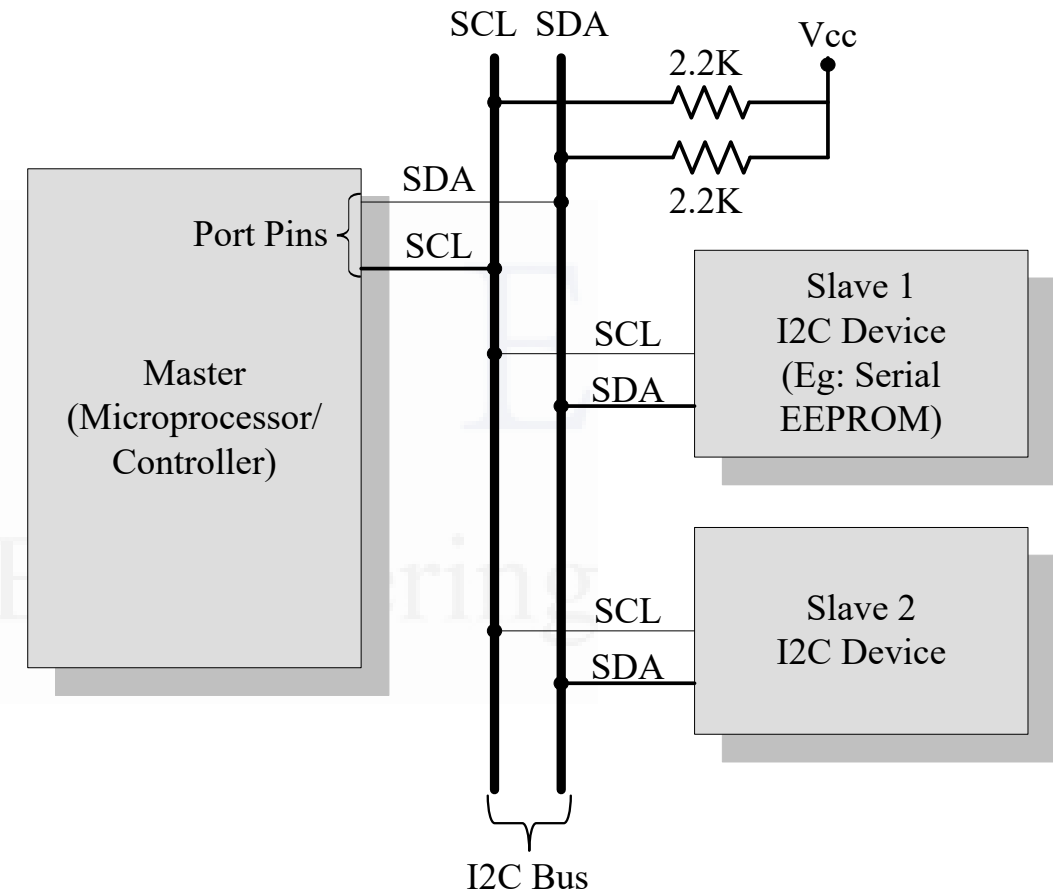 SCL SDA
Vcc
2.2K
2.2K
SDA
Port Pins
SCL
Master
(Microprocessor/
Controller)
SCL
SDA
Slave 1
I2C Device
(Eg: Serial
EEPROM)
SCL
SDA
Slave 2
I2C Device
I2C Bus